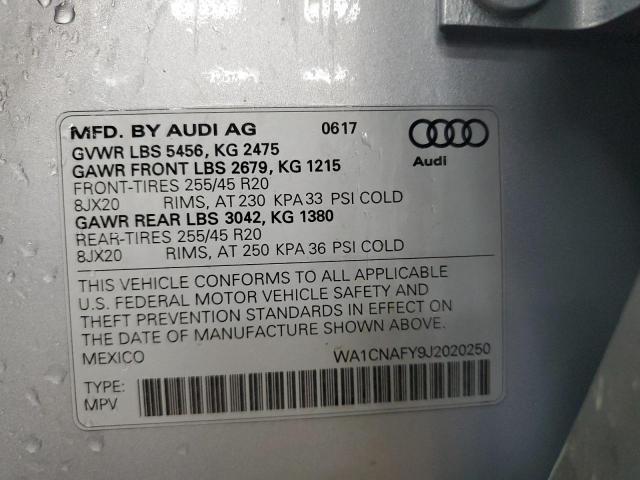 MFD. BY AUDI AG 0617
GVWR LBS 5456, KG 2475
GAWR FRONT LBS 2679, KG 1215
FRONT-TIRES 255/45 R20
8JX20 RIMS, AT 230 KPA 33 PSI COLD
GAWR REAR LBS 3042, KG 1380
REAR-TIRES 255/45 R20
8JX20 RIMS, AT 250 KPA 36 PSI COLD
Audi
THIS VEHICLE CONFORMS TO ALL APPLICABLE
U.S. FEDERAL MOTOR VEHICLE SAFETY AND
THEFT PREVENTION STANDARDS IN EFFECT ON
THE DATE OF MANUFACTURE SHOWN ABOVE.
MEXICO WA1CNAFY9J2020250
TYPE:
MPV